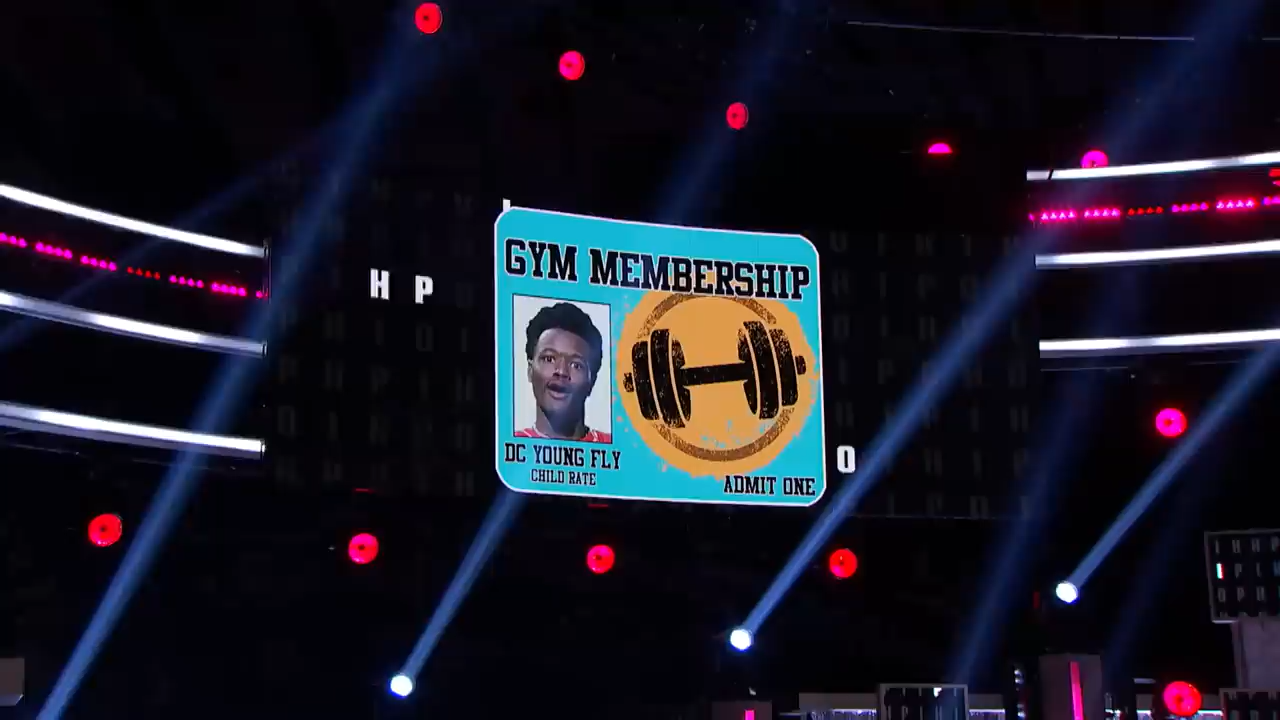 H P
GYM MEMBERSHIP
DC YOUNG FLY
CHILD RATE
ADMIT ONE
O